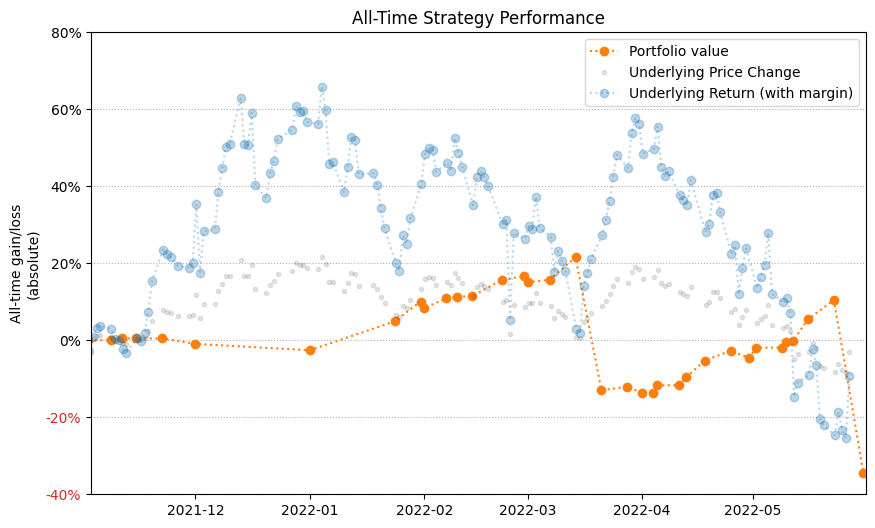 All-Time Strategy Performance
Portfolio value
Underlying Price Change
Underlying Return (with margin)
All-time gain/loss
(absolute)
80%
60%
40%
20%
0%
-20%
-40%
2021-12
2022-01
2022-02
2022-03
2022-04
2022-05